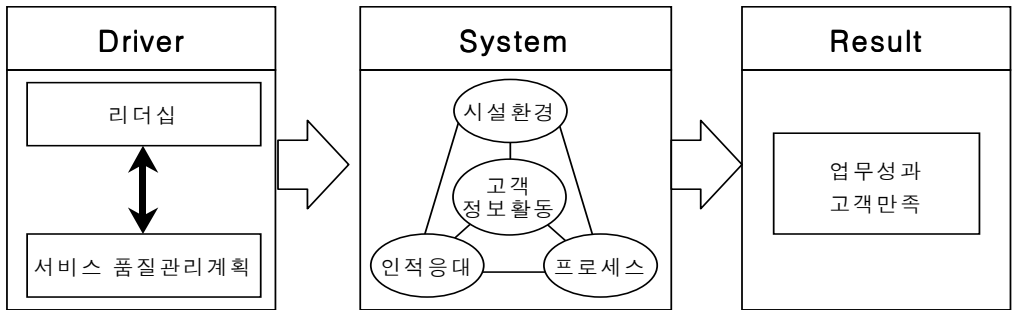 Driver
리더십
서비스 품질관리계획
System
시설환경
고객
정보활동
인적응대
프로세스
Result
업무성과
고객만족